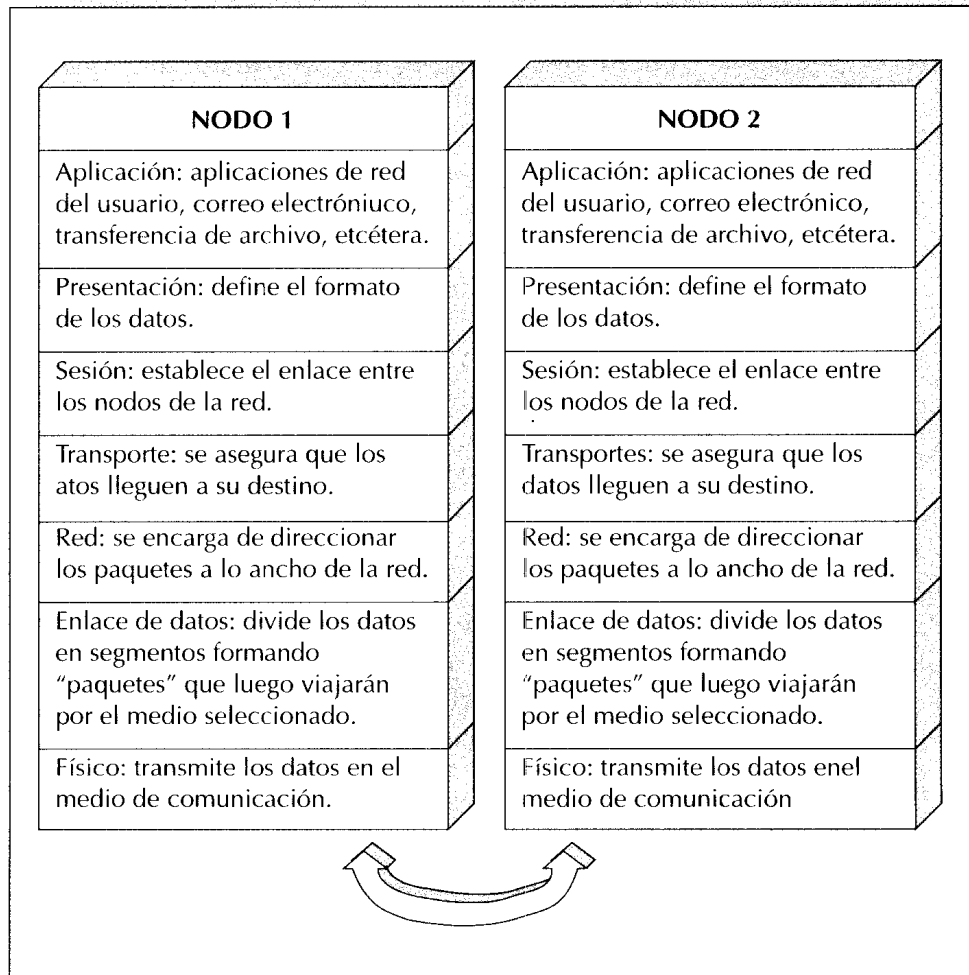 NODO 1
Aplicación: aplicaciones de red
del usuario, correo electróniuco,
transferencia de archivo, etcétera.
Presentación: define el formato
de los datos.
Sesión: establece el enlace entre
los nodos de la red.
Transporte: se asegura que los
atos lleguen a su destino.
Red: se encarga de direccionar
los paquetes a lo ancho de la red.
Enlace de datos: divide los datos
en segmentos formando
“paquetes” que luego viajarán
por el medio seleccionado.
Físico: transmite los datos en el
medio de comunicación.
NODO 2
Aplicación: aplicaciones de red
del usuario, correo electrónico,
transferencia de archivo, etcétera.
Presentación: define el formato
de los datos.
Sesión: establece el enlace entre
los nodos de la red.
Transportes: se asegura que los
datos lleguen a su destino.
Red: se encarga de direccionar
los paquetes a lo ancho de la red.
Enlace de datos: divide los datos
en segmentos formando
“paquetes” que luego viajarán
por el medio seleccionado.
Físico: transmite los datos enel
medio de comunicación